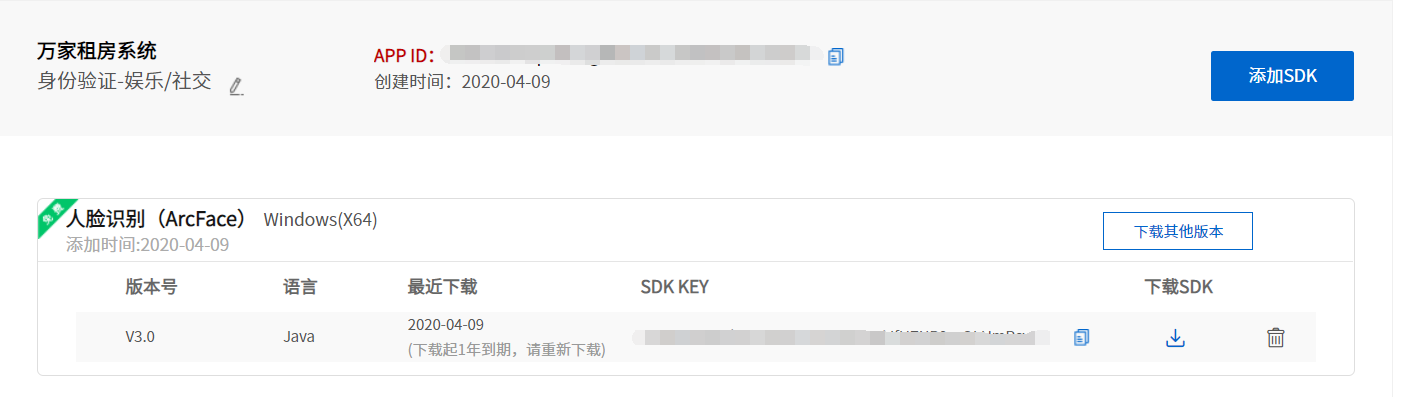 万家租房系统
身份验证-娱乐/社交
APP ID：
创建时间：2020-04-09
添加SDK
免费
人脸识别（ArcFace） Windows(X64)
添加时间:2020-04-09
下载其他版本
版本号 语言 最近下载 SDK KEY 下载SDK
V3.0 Java 2020-04-09
(下载起1年到期，请重新下载)